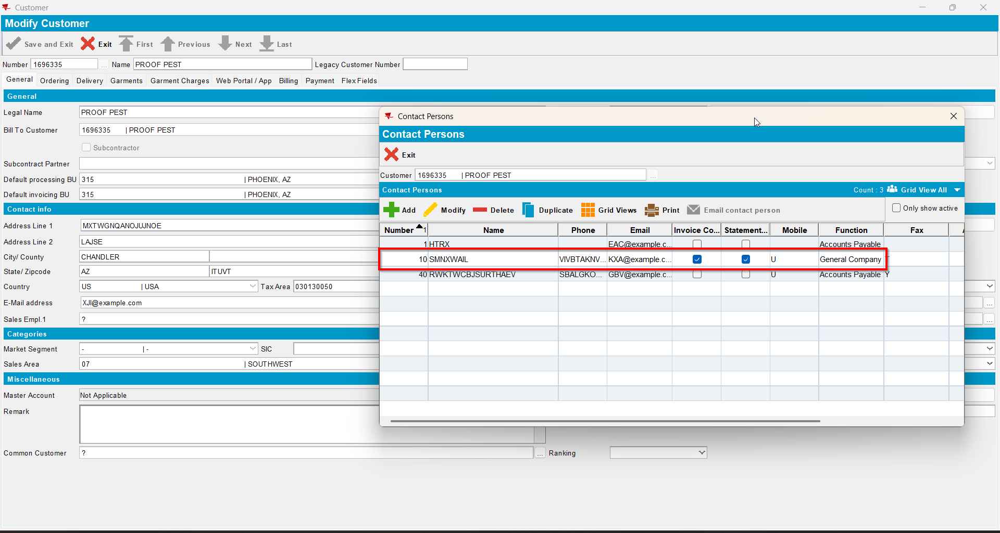 Customer
Modify Customer
Save and Exit Exit First Previous Next Last
Number 1696335 ... Name PROOF PEST Legacy Customer Number
General Ordering Delivery Garments Garment Charges Web Portal / App Billing Payment FlexFields
General
Legal Name PROOF PEST
Bill To Customer 1696335 | PROOF PEST
Subcontractor
Subcontract Partner
Default processing BU 315 | PHOENIX, AZ
Default invoicing BU 315 | PHOENIX, AZ
Contact info
Address Line 1 MXTWGNQANOJUJNOE
Address Line 2 LAJSE
City/ County CHANDLER
State/ Zipcode AZ ITUVT
Country US | USA Tax Area 030130050
E-Mail address XJI@example.com ...
Sales Empl.1 ? ...
Categories
Market Segment - | - SIC
Sales Area 07 | SOUTHWEST
Miscellaneous
Master Account Not Applicable
Remark
Common Customer ? ... Ranking
Contact Persons
Contact Persons
Exit
Customer 1696335 | PROOF PEST ...
Contact Persons Count : 3 Grid View All
Add Modify Delete Duplicate Grid Views Print Email contact person Only show active
Number 1 Name Phone Email Invoice Co... Statement... Mobile Function Fax
1 HTRX EAC@example.c... Accounts Payable
10 SMNXWAIL VIVBTAKNV... KXA@example.c... U General Company
40 RWKTWCBJSURTHAEV SBALGKO... GBV@example.c... U Accounts Payable Y